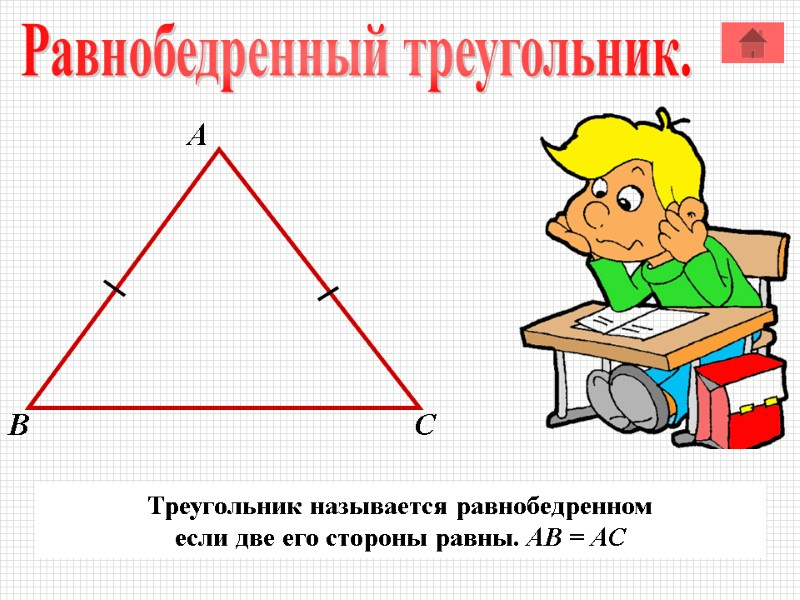 Равнобедренный треугольник.
A
B
C
Треугольник называется равнобедренном
если две его стороны равны. AB = AC